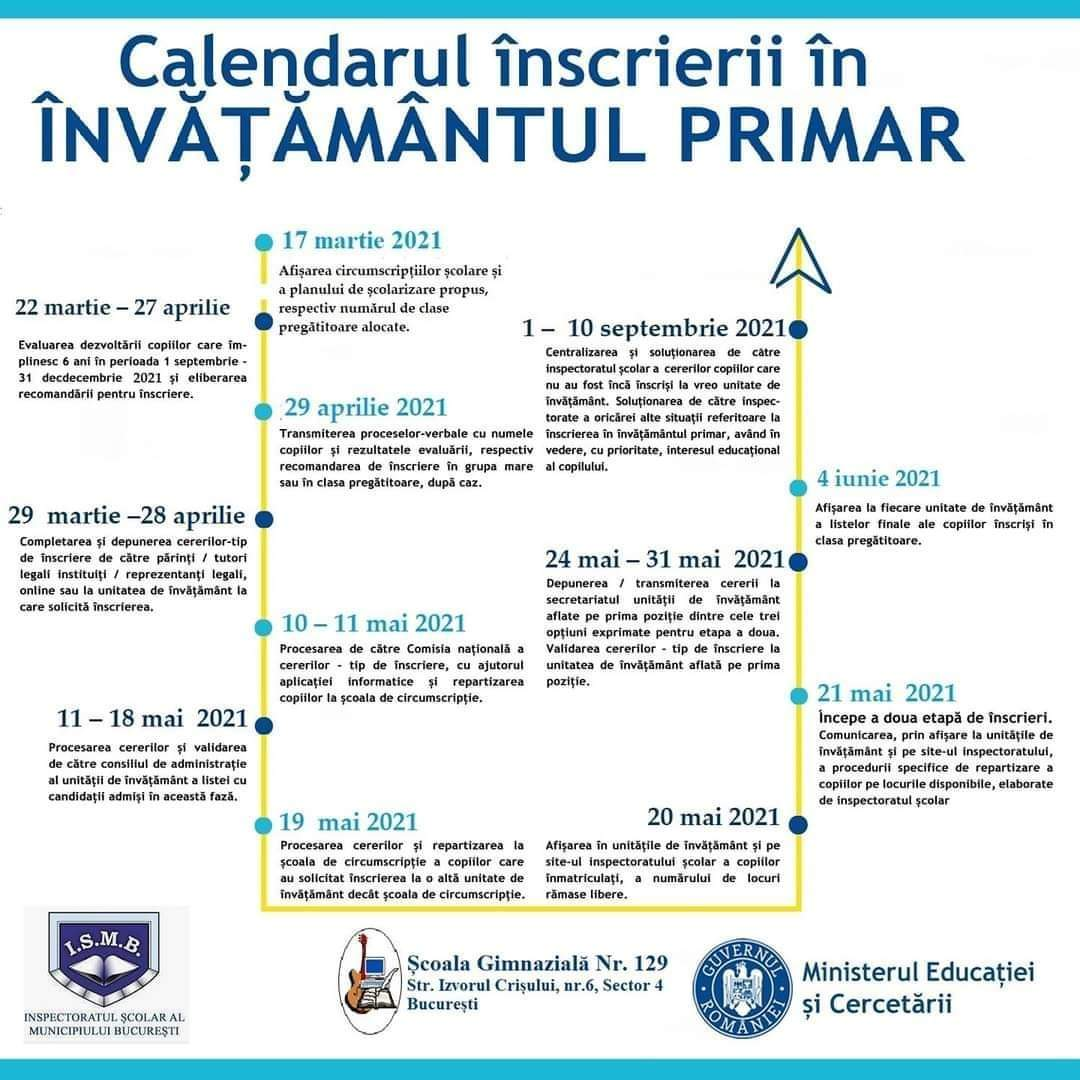 Calendarul înscrierii în
ÎNVĂȚĂMÂNTUL PRIMAR
17 martie 2021
Afișarea circumscripțiilor școlare și
a planului de școlarizare propus,
respectiv numărul de clase
pregătitoare alocate.
22 martie – 27 aprilie
Evaluarea dezvoltării copiilor care îm-
plinesc 6 ani în perioada 1 septembrie -
31 decdecembrie 2021 și eliberarea
recomandării pentru înscriere.
29 aprilie 2021
Transmiterea proceselor-verbale cu numele
copiilor și rezultatele evaluării, respectiv
recomandarea de înscriere în grupa mare
sau în clasa pregătitoare, după caz.
29 martie –28 aprilie
Completarea și depunerea cererilor-tip
de înscriere de către părinți / tutori
legali instituiți / reprezentanți legali,
online sau la unitatea de învățământ la
care solicită înscrierea.
10 – 11 mai 2021
Procesarea de către Comisia națională a
cererilor - tip de înscriere, cu ajutorul
aplicației informatice și repartizarea
copiilor la școala de circumscripție.
11 – 18 mai 2021
Procesarea cererilor și validarea
de către consiliul de administrație
al unității de învățământ a listei cu
candidații admiși în această fază.
19 mai 2021
Procesarea cererilor și repartizarea la
școala de circumscripție a copiilor care
au solicitat înscrierea la o altă unitate de
învățământ decât școala de circumscripție.
20 mai 2021
Afișarea în unitățile de învățământ și pe
site-ul inspectoratului școlar a copiilor
înmatriculați, a numărului de locuri
rămase libere.
21 mai 2021
Începe a doua etapă de înscrieri.
Comunicarea, prin afișare la unitățile de
învățământ și pe site-ul inspectoratului,
a procedurii specifice de repartizare a
copiilor pe locurile disponibile, elaborate
de inspectoratul școlar
24 mai – 31 mai 2021
Depunerea / transmiterea cererii la
secretariatul unității de învățământ
aflate pe prima poziție dintre cele trei
opțiuni exprimate pentru etapa a doua.
Validarea cererilor - tip de înscriere la
unitatea de învățământ aflată pe prima
poziție.
4 iunie 2021
Afișarea la fiecare unitate de învățământ
a listelor finale ale copiilor înscriși în
clasa pregătitoare.
1 – 10 septembrie 2021
Centralizarea și soluționarea de către
inspectoratul școlar a cererilor copiilor care
nu au fost încă înscriși la vreo unitate de
învățământ. Soluționarea de către inspec-
torate a oricărei alte situații referitoare la
înscrierea în învățământul primar, având în
vedere, cu prioritate, interesul educațional
al copilului.
I.S.M.B.
INSPECTORATUL ȘCOLAR AL
MUNICIPIULUI BUCUREȘTI
Școala Gimnazială Nr. 129
Str. Izvorul Crișului, nr.6, Sector 4
București
GUVERNUL
ROMÂNIEI
Ministerul Educației
și Cercetării